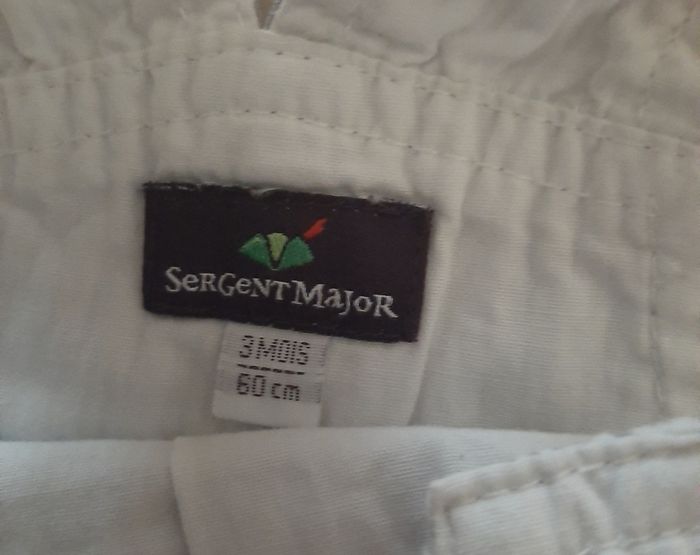 SERGENT MAJOR
3 MOIS
60 cm